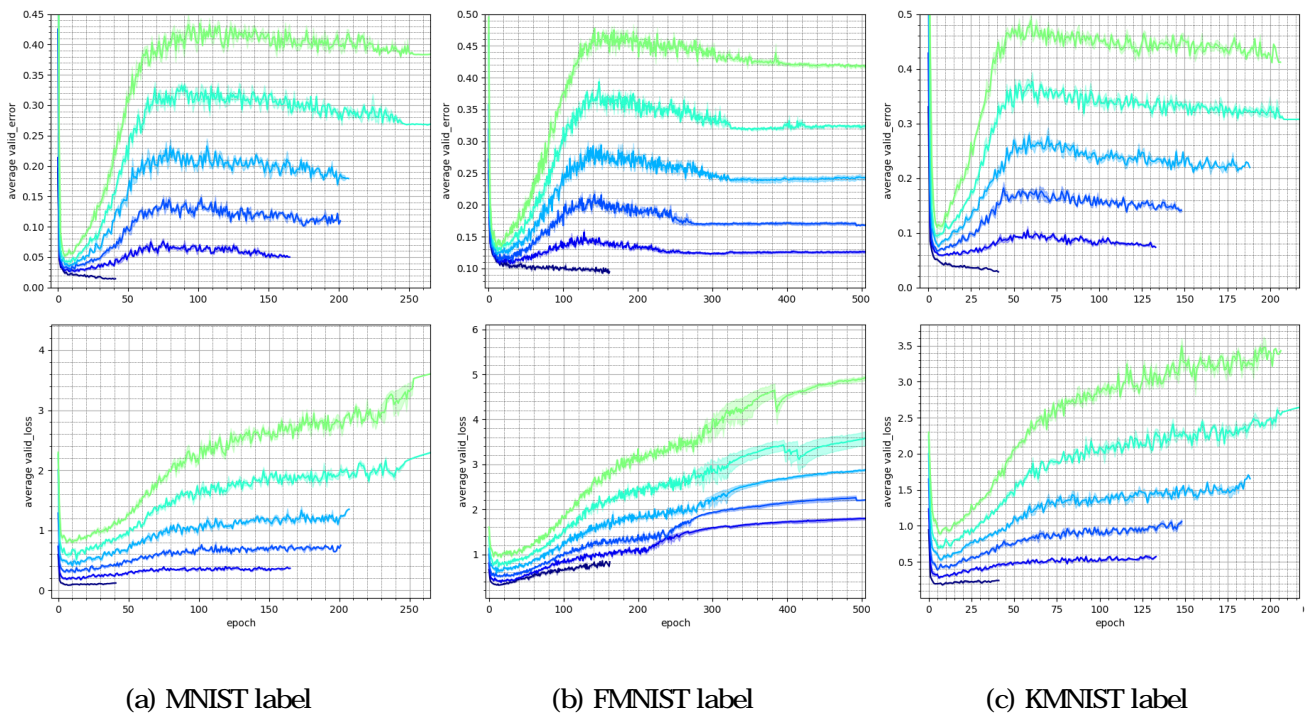 0.45
0.40
0.35
0.30
0.25
0.20
0.15
0.10
0.05
0.00
average valid_error
0 50 100 150 200 250
0.50
0.45
0.40
0.35
0.30
0.25
0.20
0.15
0.10
average valid_error
0 100 200 300 400 500
0.5
0.4
0.3
0.2
0.1
0.0
average valid_error
0 25 50 75 100 125 150 175 200
4
3
2
1
0
average valid_loss
0 50 100 150 200 250
epoch
6
5
4
3
2
1
average valid_loss
0 100 200 300 400 500
epoch
3.5
3.0
2.5
2.0
1.5
1.0
0.5
average valid_loss
0 25 50 75 100 125 150 175 200
epoch
(a) MNIST label
(b) FMNIST label
(c) KMNIST label